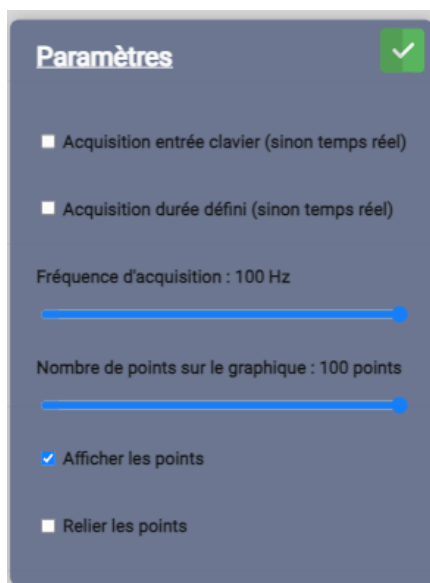 Paramètres
Acquisition entrée clavier (sinon temps réel)
Acquisition durée défini (sinon temps réel)
Fréquence d'acquisition : 100 Hz
Nombre de points sur le graphique : 100 points
Afficher les points
Relier les points